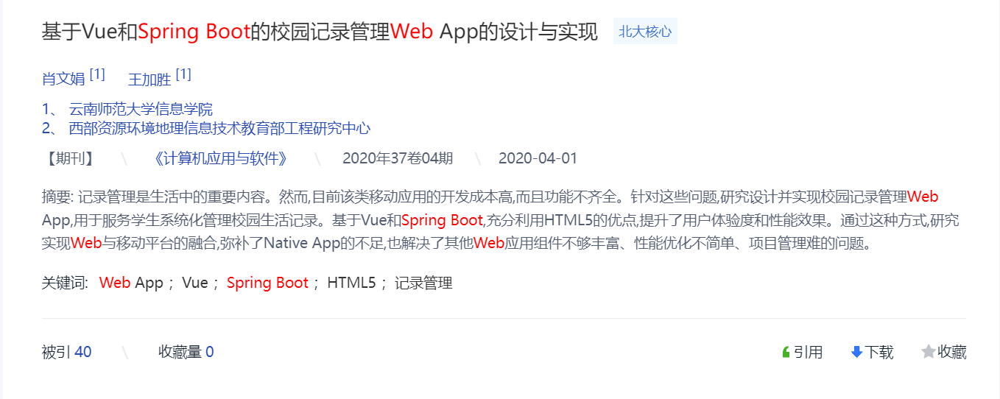 基于Vue和Spring Boot的校园记录管理Web App的设计与实现 北大核心
肖文娟 [1] 王加胜 [1]
1、 云南师范大学信息学院
2、 西部资源环境地理信息技术教育部工程研究中心
【期刊】 \ 《计算机应用与软件》 \ 2020年37卷04期 \ 2020-04-01
摘要: 记录管理是生活中的重要内容。然而,目前该类移动应用的开发成本高,而且功能不齐全。针对这些问题,研究设计并实现校园记录管理Web
App,用于服务学生系统化管理校园生活记录。基于Vue和Spring Boot,充分利用HTML5的优点,提升了用户体验度和性能效果。通过这种方式,研究
实现Web与移动平台的融合,弥补了Native App的不足,也解决了其他Web应用组件不够丰富、性能优化不简单、项目管理难的问题。
关键词: Web App ; Vue ; Spring Boot ; HTML5 ; 记录管理
被引 40 \ 收藏量 0 引用 下载 收藏